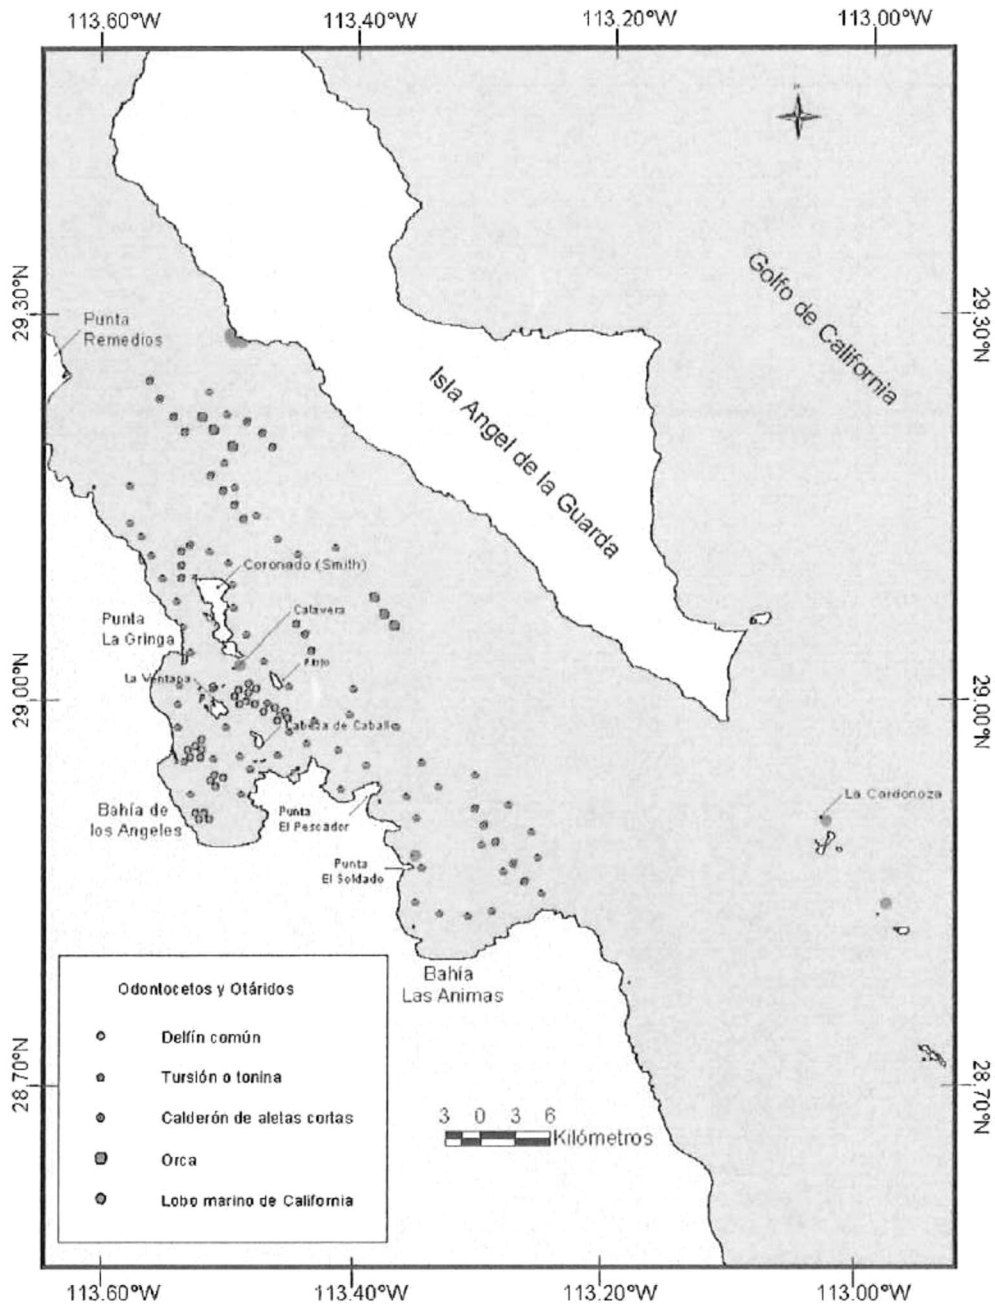 113.60°W
113.40°W
113.20°W
113.00°W
29.30°N
29.30°N
Golfo de California
Punta
Remedios
Isla Angel de la Guarda
Coronado (Smith)
Calavera
Punta
La Gringa
Piojo
La Ventana
29.00°N
29.00°N
Cabeza de Caballo
La Cordonoza
Bahía de
los Angeles
Punta
El Pescador
Punta
El Soldado
Bahía
Las Animas
Odontocetos y Otáridos
Delfín común
Tursión o tonina
Calderón de aletas cortas
Orca
Lobo marino de California
28.70°N
28.70°N
3 0 3 6
Kilómetros
113.60°W
113.40°W
113.20°W
113.00°W